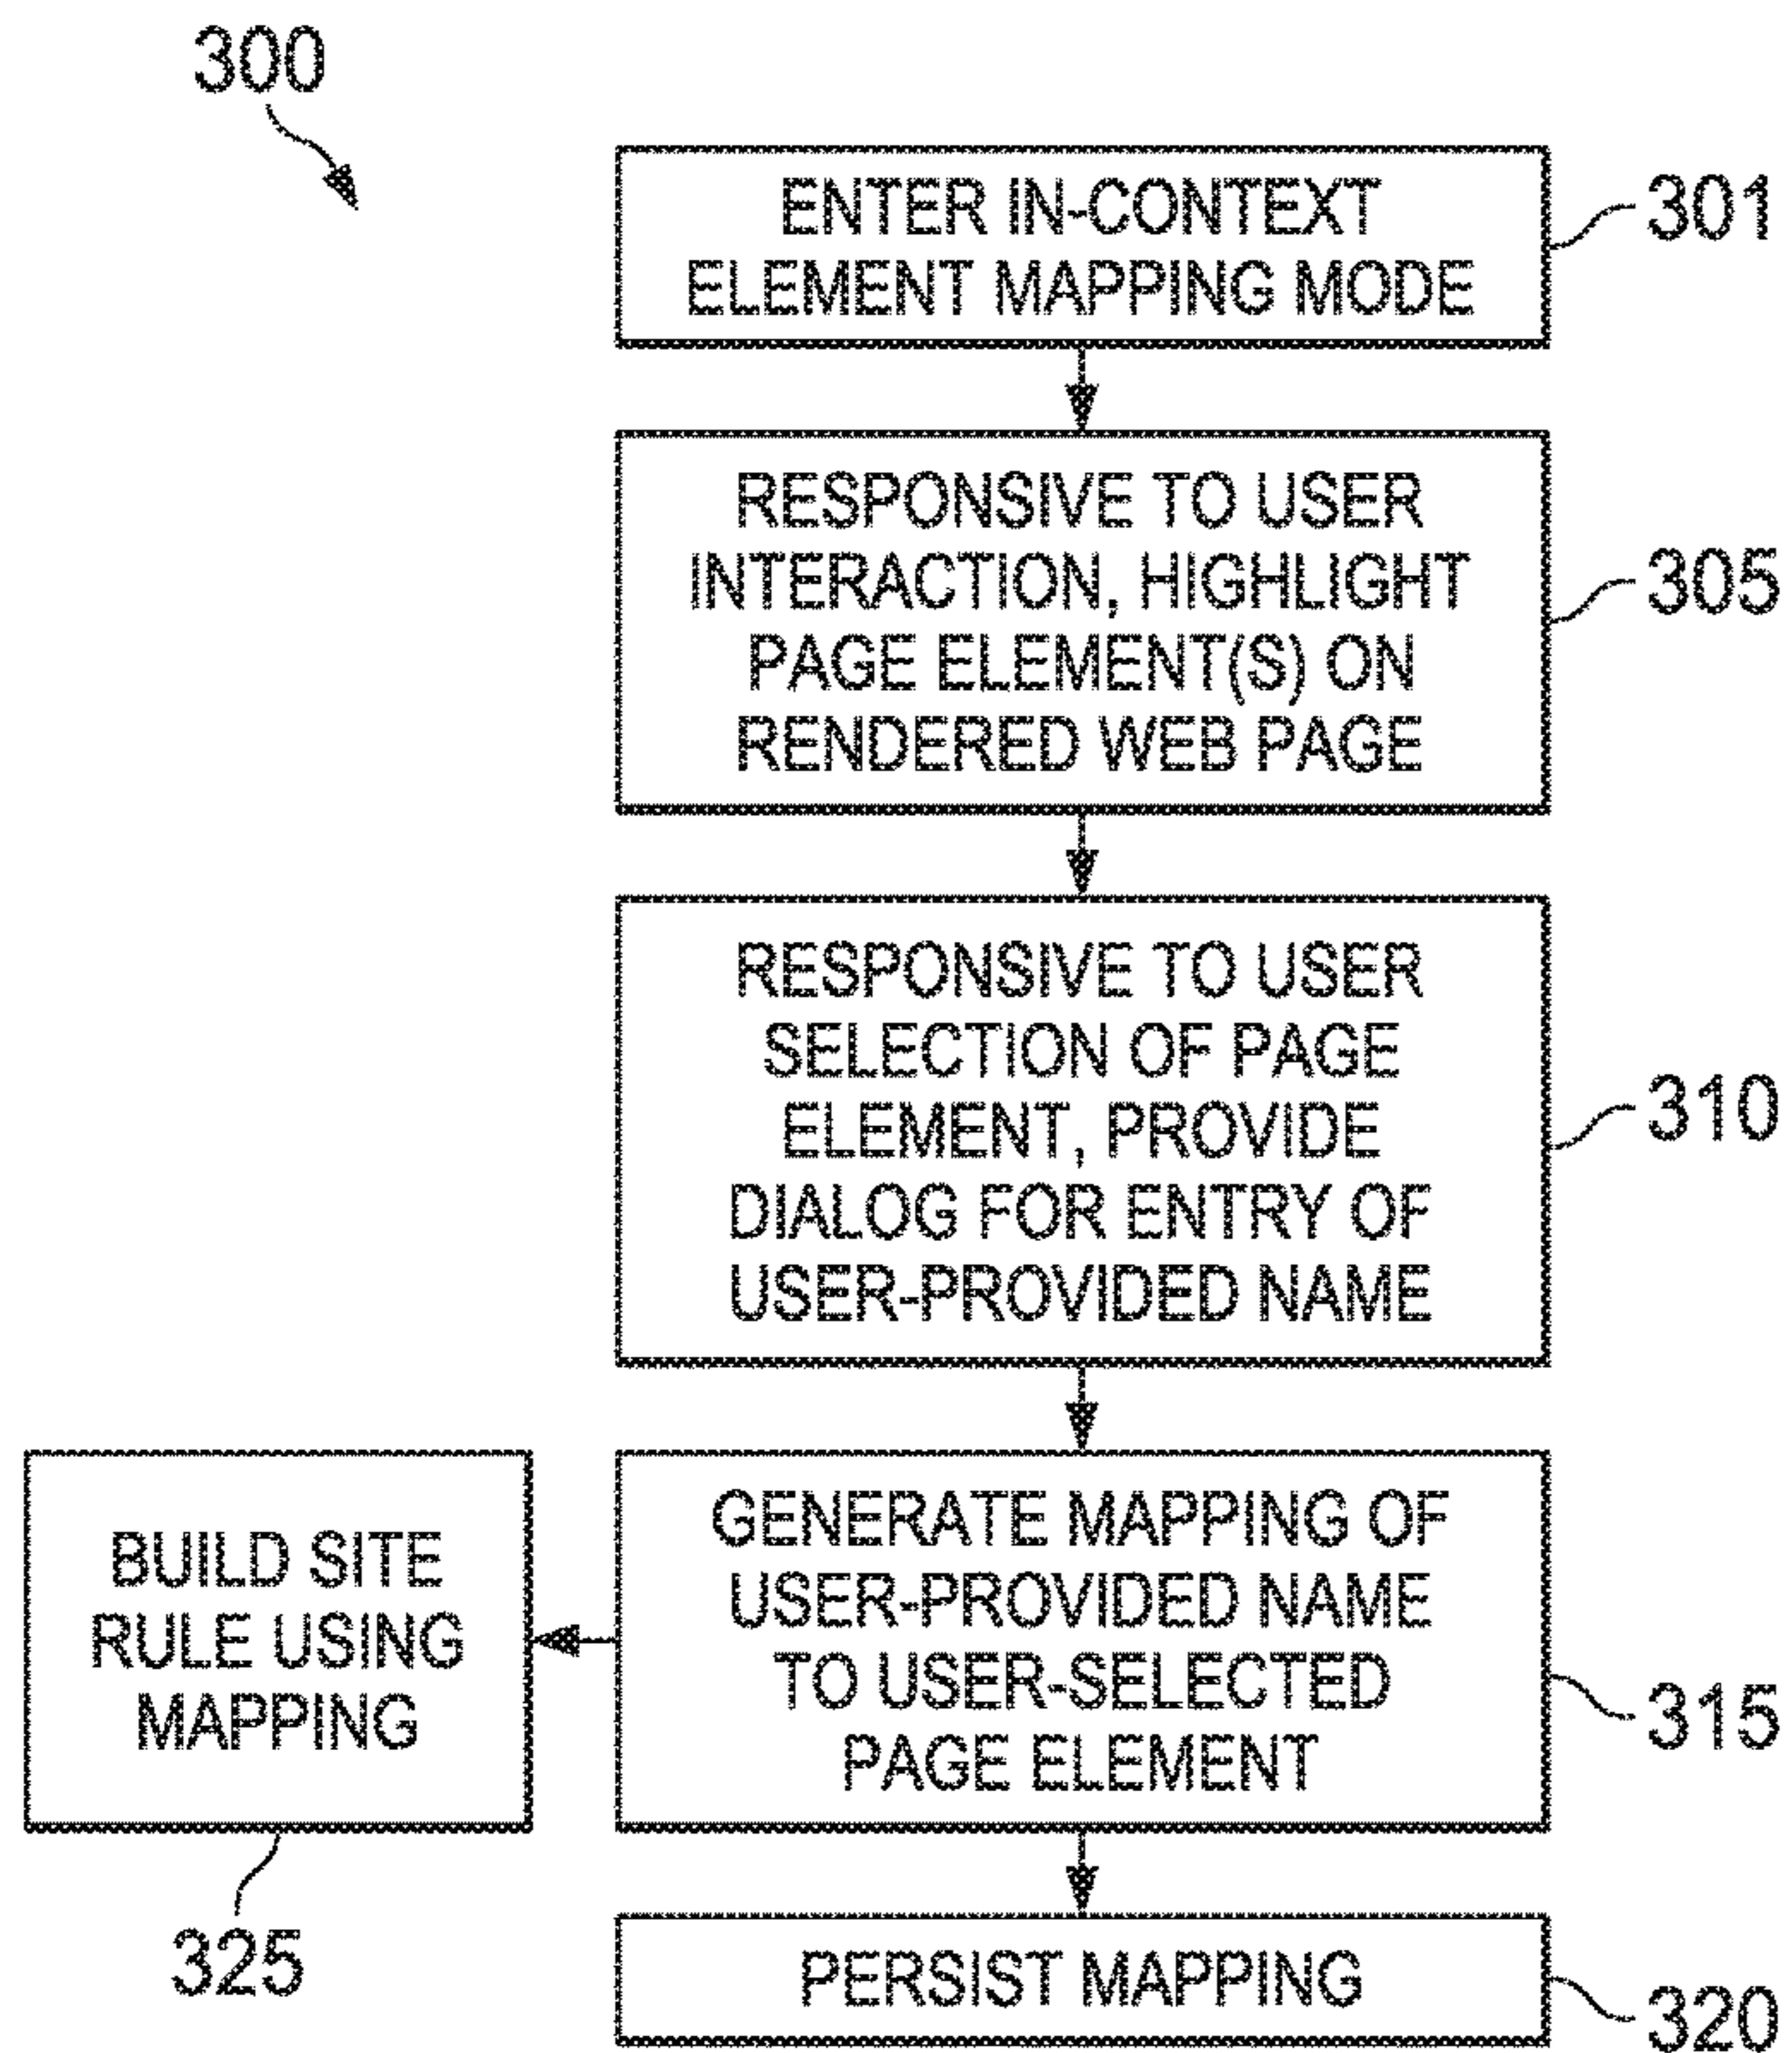 300
ENTER IN-CONTEXT
ELEMENT MAPPING MODE
301
RESPONSIVE TO USER
INTERACTION, HIGHLIGHT
PAGE ELEMENT(S) ON
RENDERED WEB PAGE
305
RESPONSIVE TO USER
SELECTION OF PAGE
ELEMENT, PROVIDE
DIALOG FOR ENTRY OF
USER-PROVIDED NAME
310
GENERATE MAPPING OF
USER-PROVIDED NAME
TO USER-SELECTED
PAGE ELEMENT
315
BUILD SITE
RULE USING
MAPPING
325
PERSIST MAPPING
320